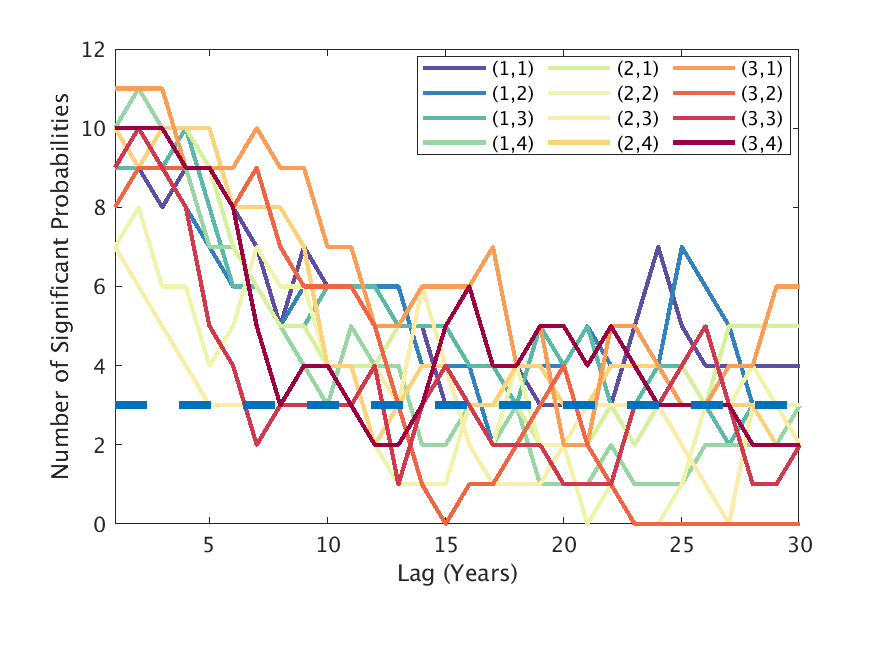 Number of Significant Probabilities
12
10
8
6
4
2
0
(1,1) (2,1) (3,1)
(1,2) (2,2) (3,2)
(1,3) (2,3) (3,3)
(1,4) (2,4) (3,4)
5 10 15 20 25 30
Lag (Years)